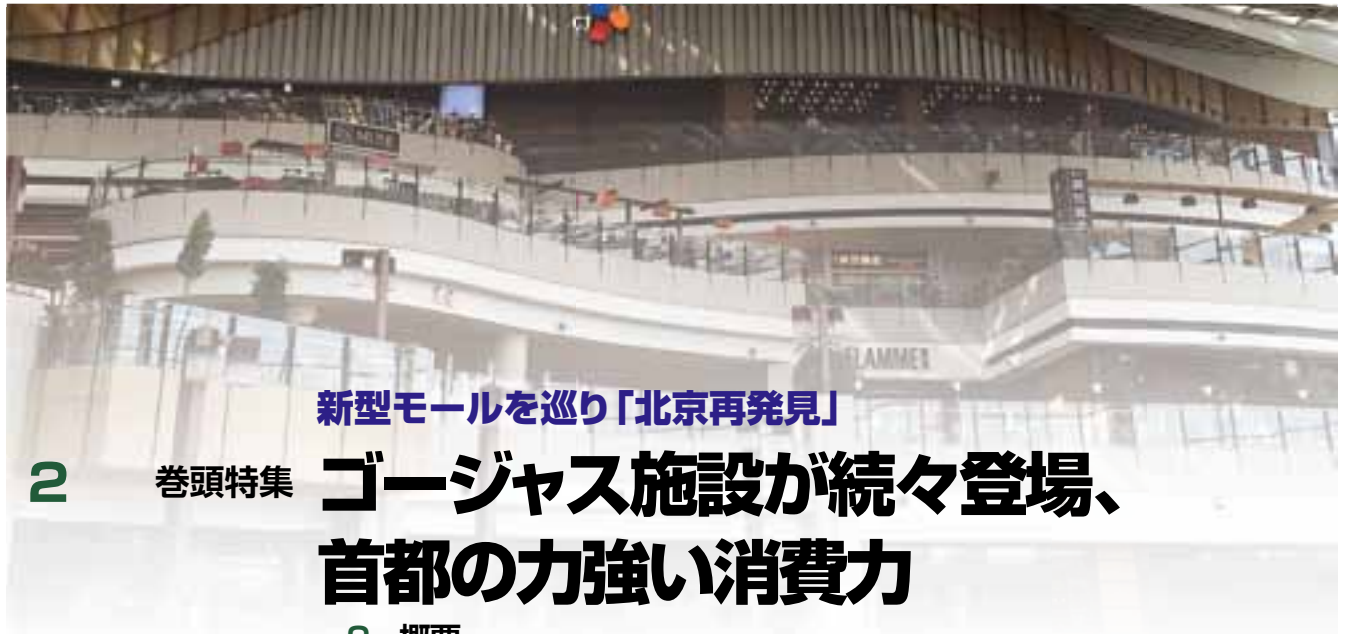 新型モールを巡り「北京再発見」
2 巻頭特集 ゴージャス施設が続々登場、
首都の力強い消費力
概要